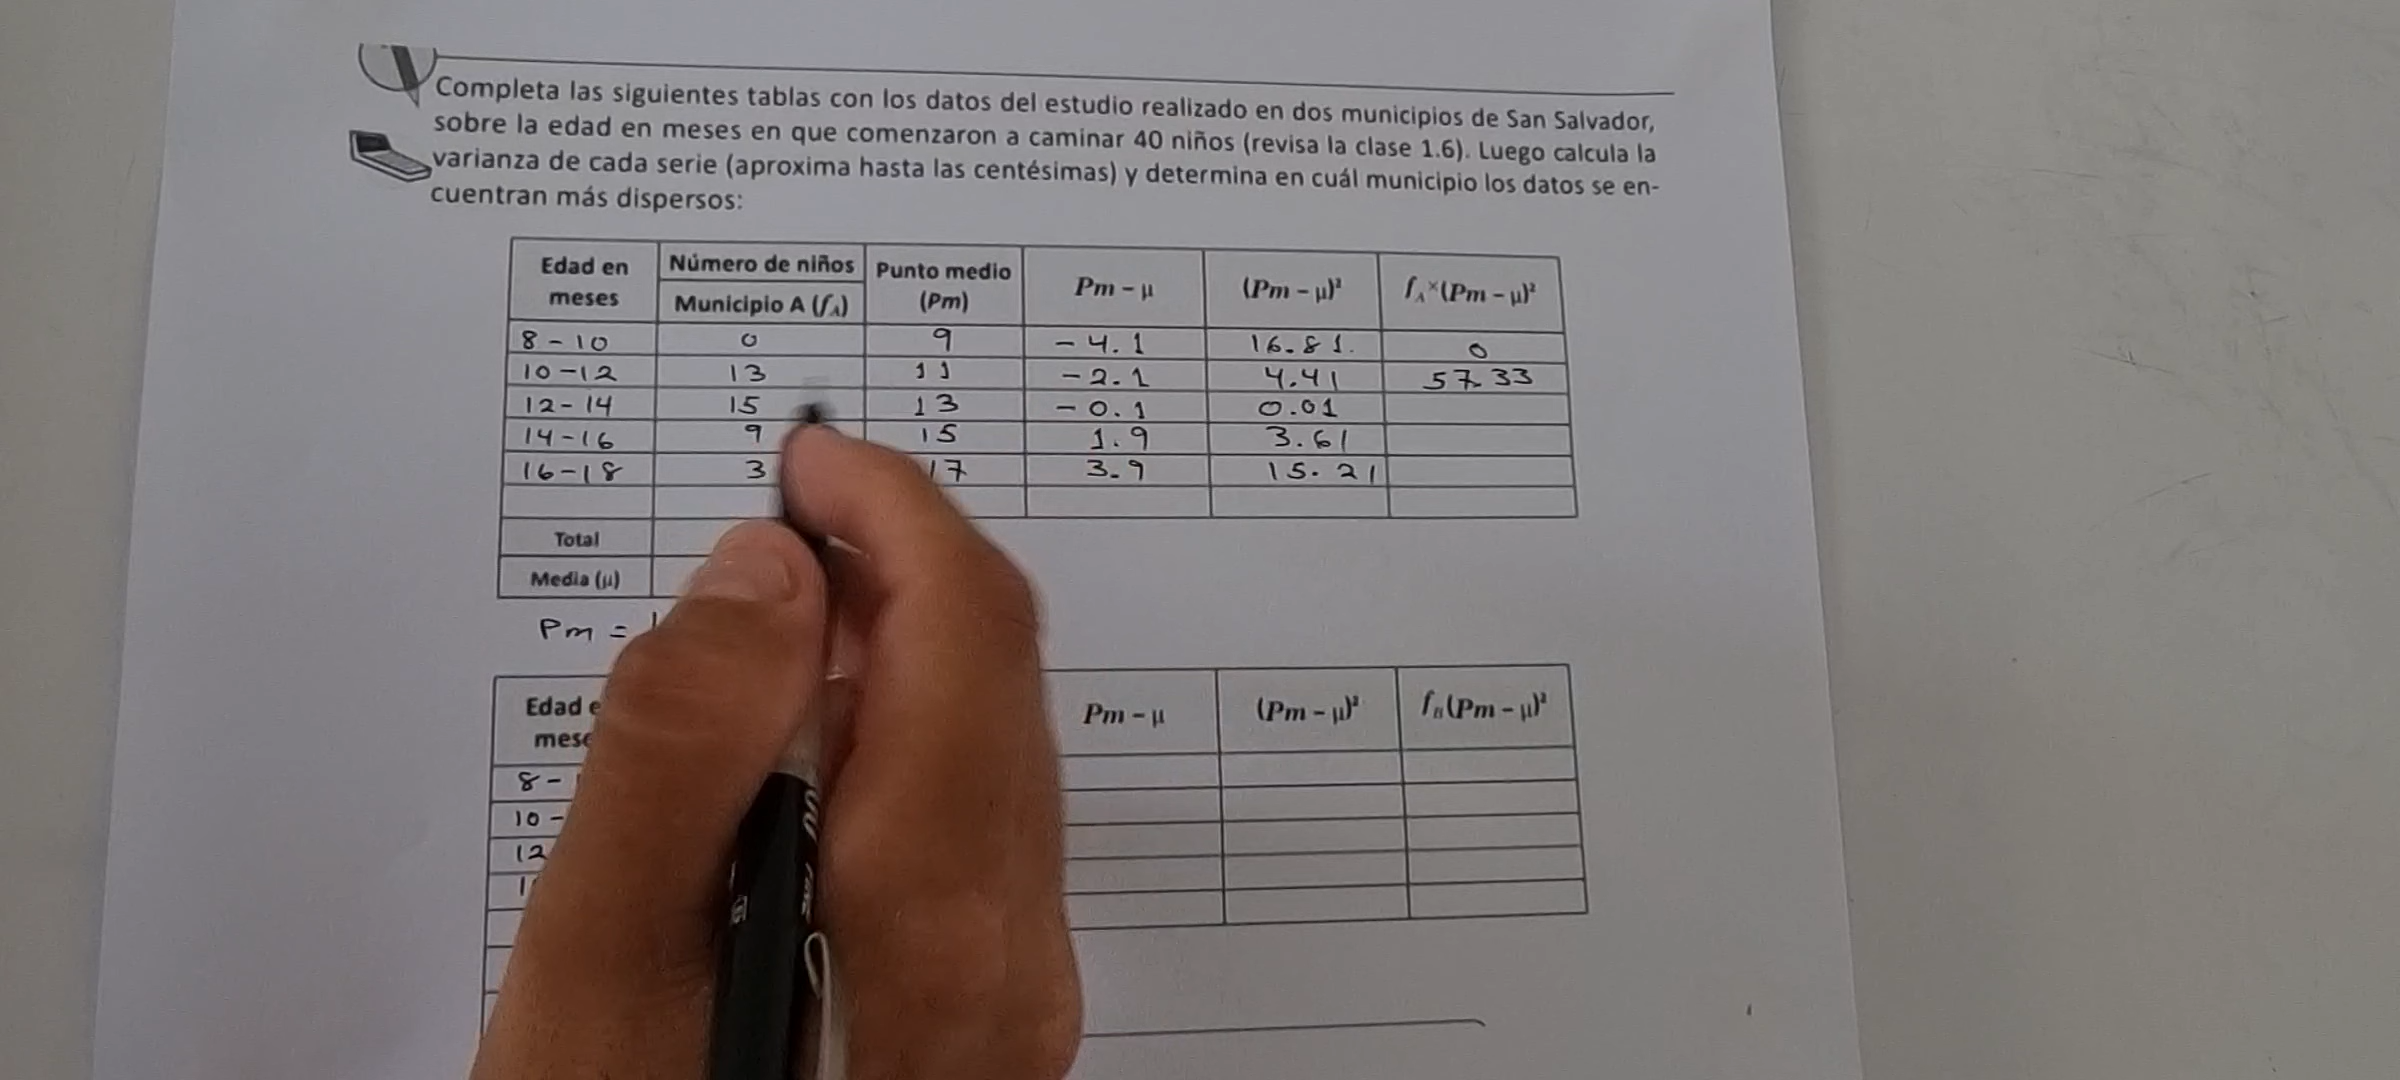 Completa las siguientes tablas con los datos del estudio realizado en dos municipios de San Salvador,
sobre la edad en meses en que comenzaron a caminar 40 niños (revisa la clase 1.6). Luego calcula la
varianza de cada serie (aproxima hasta las centésimas) y determina en cuál municipio los datos se en-
cuentran más dispersos:
Edad en meses | Número de niños Municipio A (fA) | Punto medio (Pm) | Pm – μ | (Pm – μ)² | fA×(Pm – μ)²
8 - 10 | 0 | 9 | - 4.1 | 16.81. | 0
10 - 12 | 13 | 11 | - 2.1 | 4.41 | 57.33
12 - 14 | 15 | 13 | - 0.1 | 0.01
14 - 16 | 9 | 15 | 1.9 | 3.61
16 - 18 | 3 | 17 | 3.9 | 15.21
Total
Media (μ)
Pm =
Edad | Pm – μ | (Pm – μ)² | fB(Pm – μ)²
8 -
10 -
12